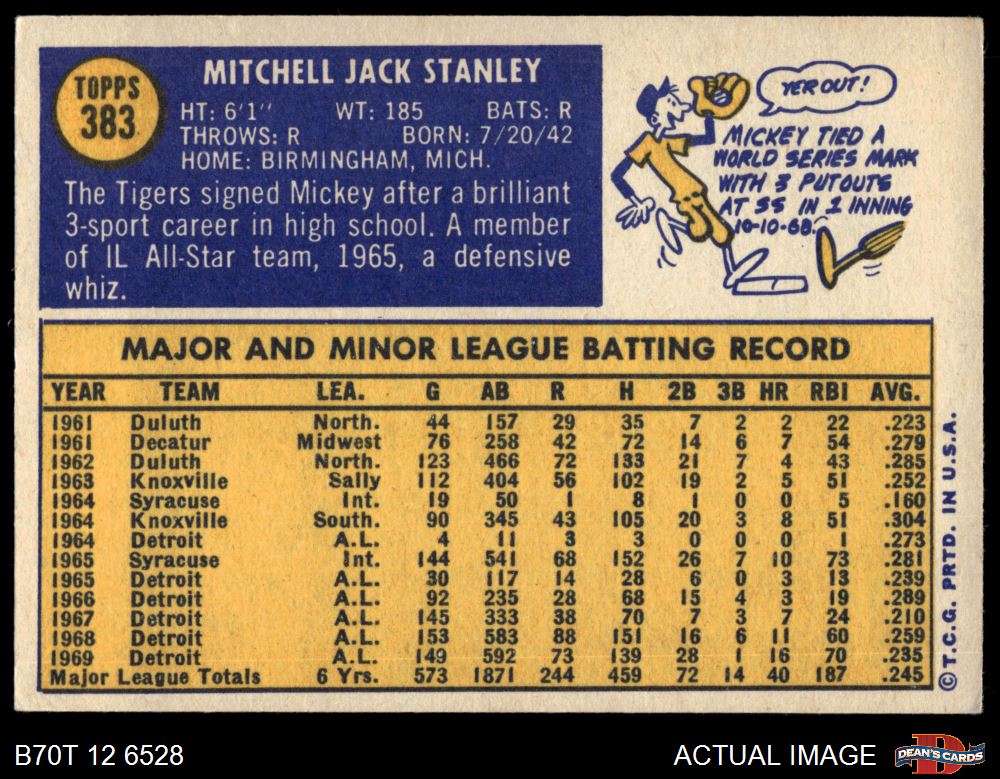 TOPPS
383
MITCHELL JACK STANLEY
HT: 6'1" WT: 185 BATS: R
THROWS: R BORN: 7/20/42
HOME: BIRMINGHAM, MICH.
The Tigers signed Mickey after a brilliant
3-sport career in high school. A member
of IL All-Star team, 1965, a defensive
whiz.
YER OUT!
MICKEY TIED A
WORLD SERIES MARK
WITH 3 PUTOUTS
AT SS IN 1 INNING
10-10-68.
MAJOR AND MINOR LEAGUE BATTING RECORD
YEAR TEAM LEA. G AB R H 2B 3B HR RBI AVG.
1961 Duluth North. 44 157 29 35 7 2 2 22 .223
1961 Decatur Midwest 76 258 42 72 14 6 7 54 .279
1962 Duluth North. 123 466 72 133 21 7 4 43 .285
1963 Knoxville Sally 112 404 56 102 19 2 5 51 .252
1964 Syracuse Int. 19 50 1 8 1 0 0 5 .160
1964 Knoxville South. 90 345 43 105 20 3 8 51 .304
1964 Detroit A.L. 4 11 3 3 0 0 0 1 .273
1965 Syracuse Int. 144 541 68 152 26 7 10 73 .281
1965 Detroit A.L. 30 117 14 28 6 0 3 13 .239
1966 Detroit A.L. 92 235 28 68 15 4 3 19 .289
1967 Detroit A.L. 145 333 38 70 7 3 7 24 .210
1968 Detroit A.L. 153 583 88 151 16 6 11 60 .259
1969 Detroit A.L. 149 592 73 139 28 1 16 70 .235
Major League Totals 6 Yrs. 573 1871 244 459 72 14 40 187 .245
©T.C.G. PRTD. IN U.S.A.
B70T 12 6528
ACTUAL IMAGE
DEAN'S CARDS